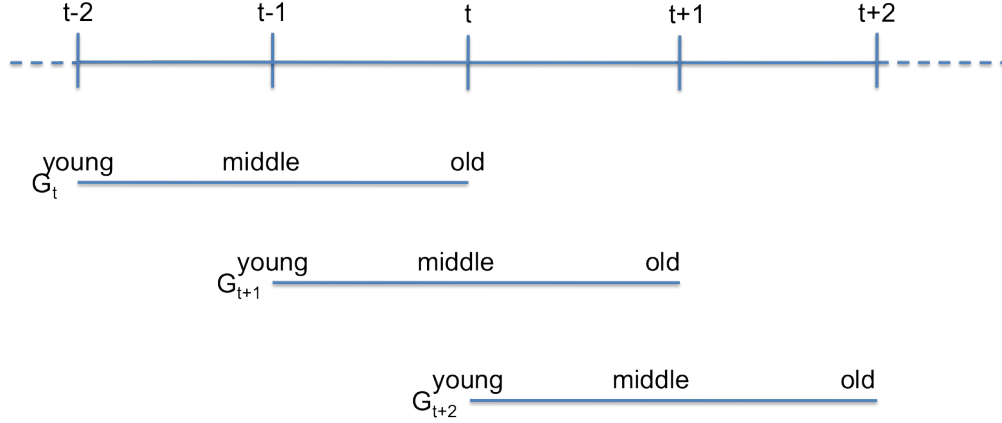 t-2 t-1 t t+1 t+2
young middle old
Gt
young middle old
Gt+1
young middle old
Gt+2